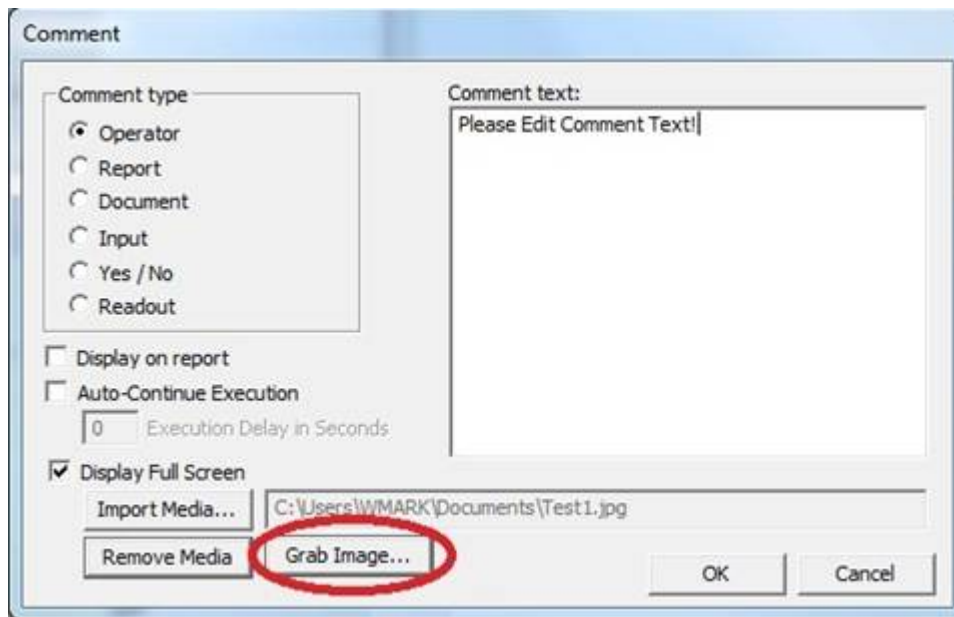 Comment
Comment type
Operator
Report
Document
Input
Yes / No
Readout
Comment text:
Please Edit Comment Text!
Display on report
Auto-Continue Execution
0 Execution Delay in Seconds
Display Full Screen
Import Media... C:\Users\WMARK\Documents\Test1.jpg
Remove Media Grab Image...
OK Cancel